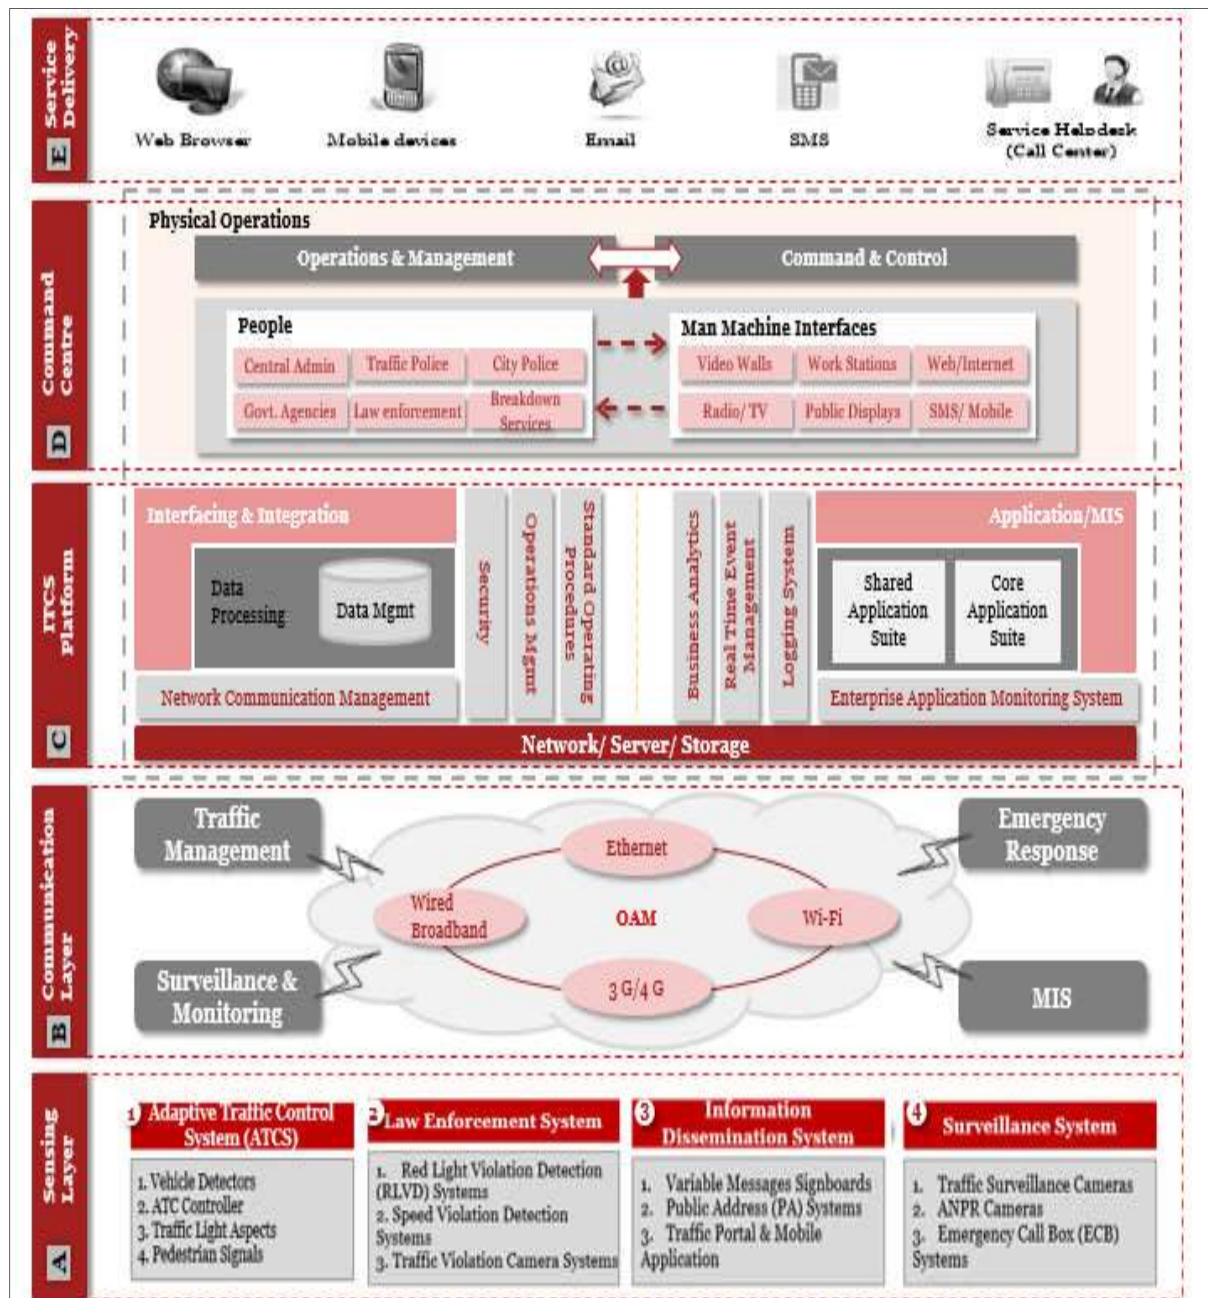 E Service
Delivery
Web Browser
Mobile devices
Email
SMS
Service Helpdesk
(Call Center)
D Command
Centre
Physical Operations
Operations & Management
Command & Control
People
Central Admin
Traffic Police
City Police
Govt. Agencies
Law enforcement
Breakdown
Services
Man Machine Interfaces
Video Walls
Work Stations
Web/Internet
Radio/ TV
Public Displays
SMS/ Mobile
C ITCS
Platform
Interfacing & Integration
Data
Processing
Data Mgmt
Network Communication Management
Security
Operations Mgmt
Standard Operating
Procedures
Business Analytics
Real Time Event
Management
Logging System
Application/MIS
Shared
Application
Suite
Core
Application
Suite
Enterprise Application Monitoring System
Network/ Server/ Storage
B Communication
Layer
Traffic
Management
Emergency
Response
Ethernet
Wired
Broadband
OAM
Wi-Fi
3 G/4 G
Surveillance &
Monitoring
MIS
A Sensing
Layer
1 Adaptive Traffic Control
System (ATCS)
1. Vehicle Detectors
2. ATC Controller
3. Traffic Light Aspects
4. Pedestrian Signals
2 Law Enforcement System
1. Red Light Violation Detection
(RLVD) Systems
2. Speed Violation Detection
Systems
3. Traffic Violation Camera Systems
3 Information
Dissemination System
1. Variable Messages Signboards
2. Public Address (PA) Systems
3. Traffic Portal & Mobile
Application
4 Surveillance System
1. Traffic Surveillance Cameras
2. ANPR Cameras
3. Emergency Call Box (ECB)
Systems